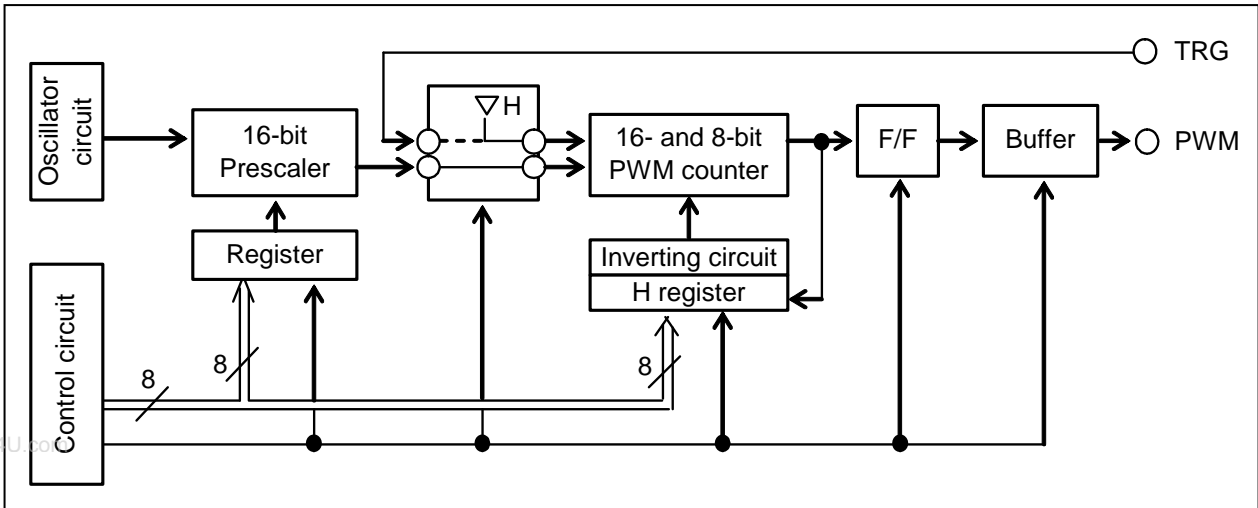 TRG
Oscillator
circuit
16-bit
Prescaler
H
16- and 8-bit
PWM counter
F/F
Buffer
PWM
Register
Inverting circuit
H register
Control circuit
8
8
8
U.com